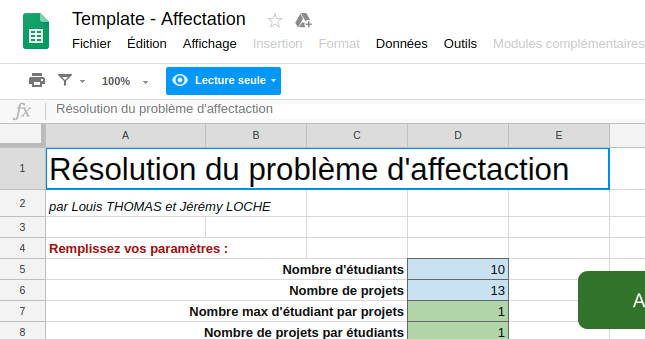 Template - Affectation
Fichier Édition Affichage Insertion Format Données Outils Modules complémentaires
100% Lecture seule
fx Résolution du problème d'affectaction
A B C D E
1 Résolution du problème d'affectaction
2 par Louis THOMAS et Jérémy LOCHE
3
4 Remplissez vos paramètres :
5 Nombre d'étudiants 10
6 Nombre de projets 13
7 Nombre max d'étudiant par projets 1
8 Nombre de projets par étudiants 1
A